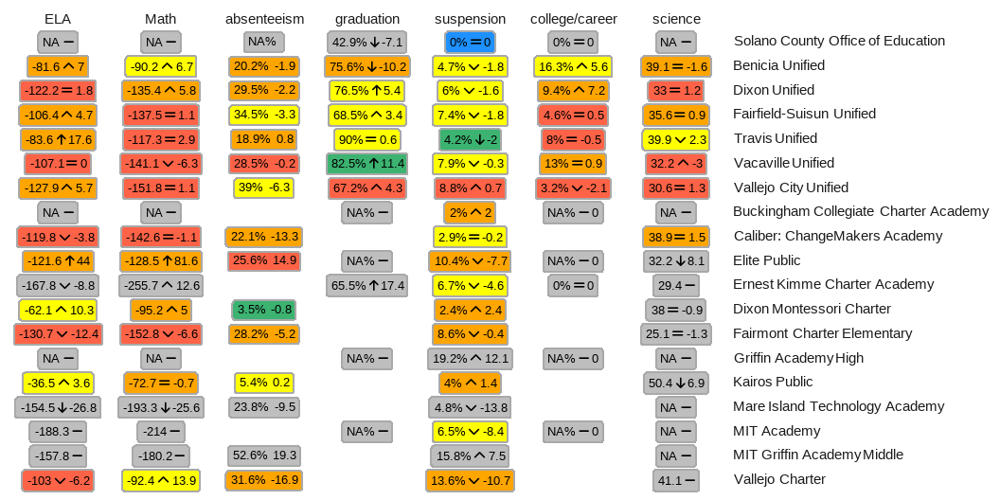 ELA Math absenteeism graduation suspension college/career science
NA − NA − NA% 42.9% ↓ -7.1 0% = 0 0% = 0 NA − Solano County Office of Education
-81.6 ^ 7 -90.2 ^ 6.7 20.2% -1.9 75.6% ↓ -10.2 4.7% ⌄ -1.8 16.3% ^ 5.6 39.1 = -1.6 Benicia Unified
-122.2 = 1.8 -135.4 ^ 5.8 29.5% -2.2 76.5% ↑ 5.4 6% ⌄ -1.6 9.4% ^ 7.2 33 = 1.2 Dixon Unified
-106.4 ^ 4.7 -137.5 = 1.1 34.5% -3.3 68.5% ^ 3.4 7.4% ⌄ -1.8 4.6% = 0.5 35.6 = 0.9 Fairfield-Suisun Unified
-83.6 ↑ 17.6 -117.3 = 2.9 18.9% 0.8 90% = 0.6 4.2% ↓ -2 8% = -0.5 39.9 ⌄ 2.3 Travis Unified
-107.1 = 0 -141.1 ⌄ -6.3 28.5% -0.2 82.5% ↑ 11.4 7.9% ⌄ -0.3 13% = 0.9 32.2 ^ -3 Vacaville Unified
-127.9 ^ 5.7 -151.8 = 1.1 39% -6.3 67.2% ^ 4.3 8.8% ^ 0.7 3.2% ⌄ -2.1 30.6 = 1.3 Vallejo City Unified
NA − NA − NA% − 2% ^ 2 NA% − 0 NA − Buckingham Collegiate Charter Academy
-119.8 ⌄ -3.8 -142.6 = -1.1 22.1% -13.3 2.9% = -0.2 38.9 = 1.5 Caliber: ChangeMakers Academy
-121.6 ↑ 44 -128.5 ↑ 81.6 25.6% 14.9 NA% − 10.4% ⌄ -7.7 NA% − 0 32.2 ↓ 8.1 Elite Public
-167.8 ⌄ -8.8 -255.7 ^ 12.6 65.5% ↑ 17.4 6.7% ⌄ -4.6 0% = 0 29.4 − Ernest Kimme Charter Academy
-62.1 ^ 10.3 -95.2 ^ 5 3.5% -0.8 2.4% ^ 2.4 38 = -0.9 Dixon Montessori Charter
-130.7 ⌄ -12.4 -152.8 ⌄ -6.6 28.2% -5.2 8.6% ⌄ -0.4 25.1 = -1.3 Fairmont Charter Elementary
NA − NA − NA% − 19.2% ^ 12.1 NA% − 0 NA − Griffin Academy High
-36.5 ^ 3.6 -72.7 = -0.7 5.4% 0.2 4% ^ 1.4 50.4 ↓ 6.9 Kairos Public
-154.5 ↓ -26.8 -193.3 ↓ -25.6 23.8% -9.5 4.8% ⌄ -13.8 NA − Mare Island Technology Academy
-188.3 − -214 − NA% − 6.5% ⌄ -8.4 NA% − 0 NA − MIT Academy
-157.8 − -180.2 − 52.6% 19.3 15.8% ^ 7.5 NA − MIT Griffin Academy Middle
-103 ⌄ -6.2 -92.4 ^ 13.9 31.6% -16.9 13.6% ⌄ -10.7 41.1 − Vallejo Charter